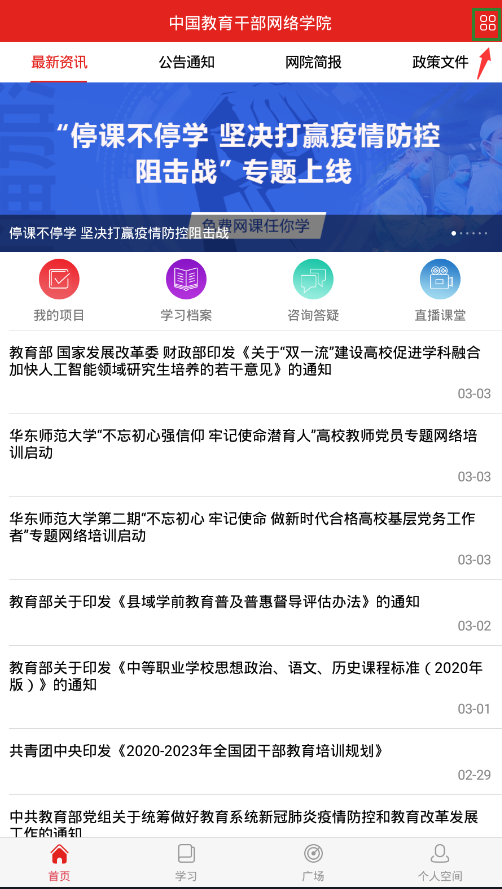 中国教育干部网络学院
最新资讯 公告通知 网院简报 政策文件
“停课不停学 坚决打赢疫情防控
阻击战”专题上线
免费网课任你学
停课不停学 坚决打赢疫情防控阻击战
我的项目 学习档案 咨询答疑 直播课堂
教育部 国家发展改革委 财政部印发《关于“双一流”建设高校促进学科融合
加快人工智能领域研究生培养的若干意见》的通知
03-03
华东师范大学“不忘初心强信仰 牢记使命潜育人”高校教师党员专题网络培
训启动
03-03
华东师范大学第二期“不忘初心 牢记使命 做新时代合格高校基层党务工作
者”专题网络培训启动
03-03
教育部关于印发《县域学前教育普及普惠督导评估办法》的通知
03-02
教育部关于印发《中等职业学校思想政治、语文、历史课程标准（2020年
版）》的通知
03-01
共青团中央印发《2020-2023年全国团干部教育培训规划》
02-29
中共教育部党组关于统筹做好教育系统新冠肺炎疫情防控和教育改革发展
工作的通知
首页 学习 广场 个人空间